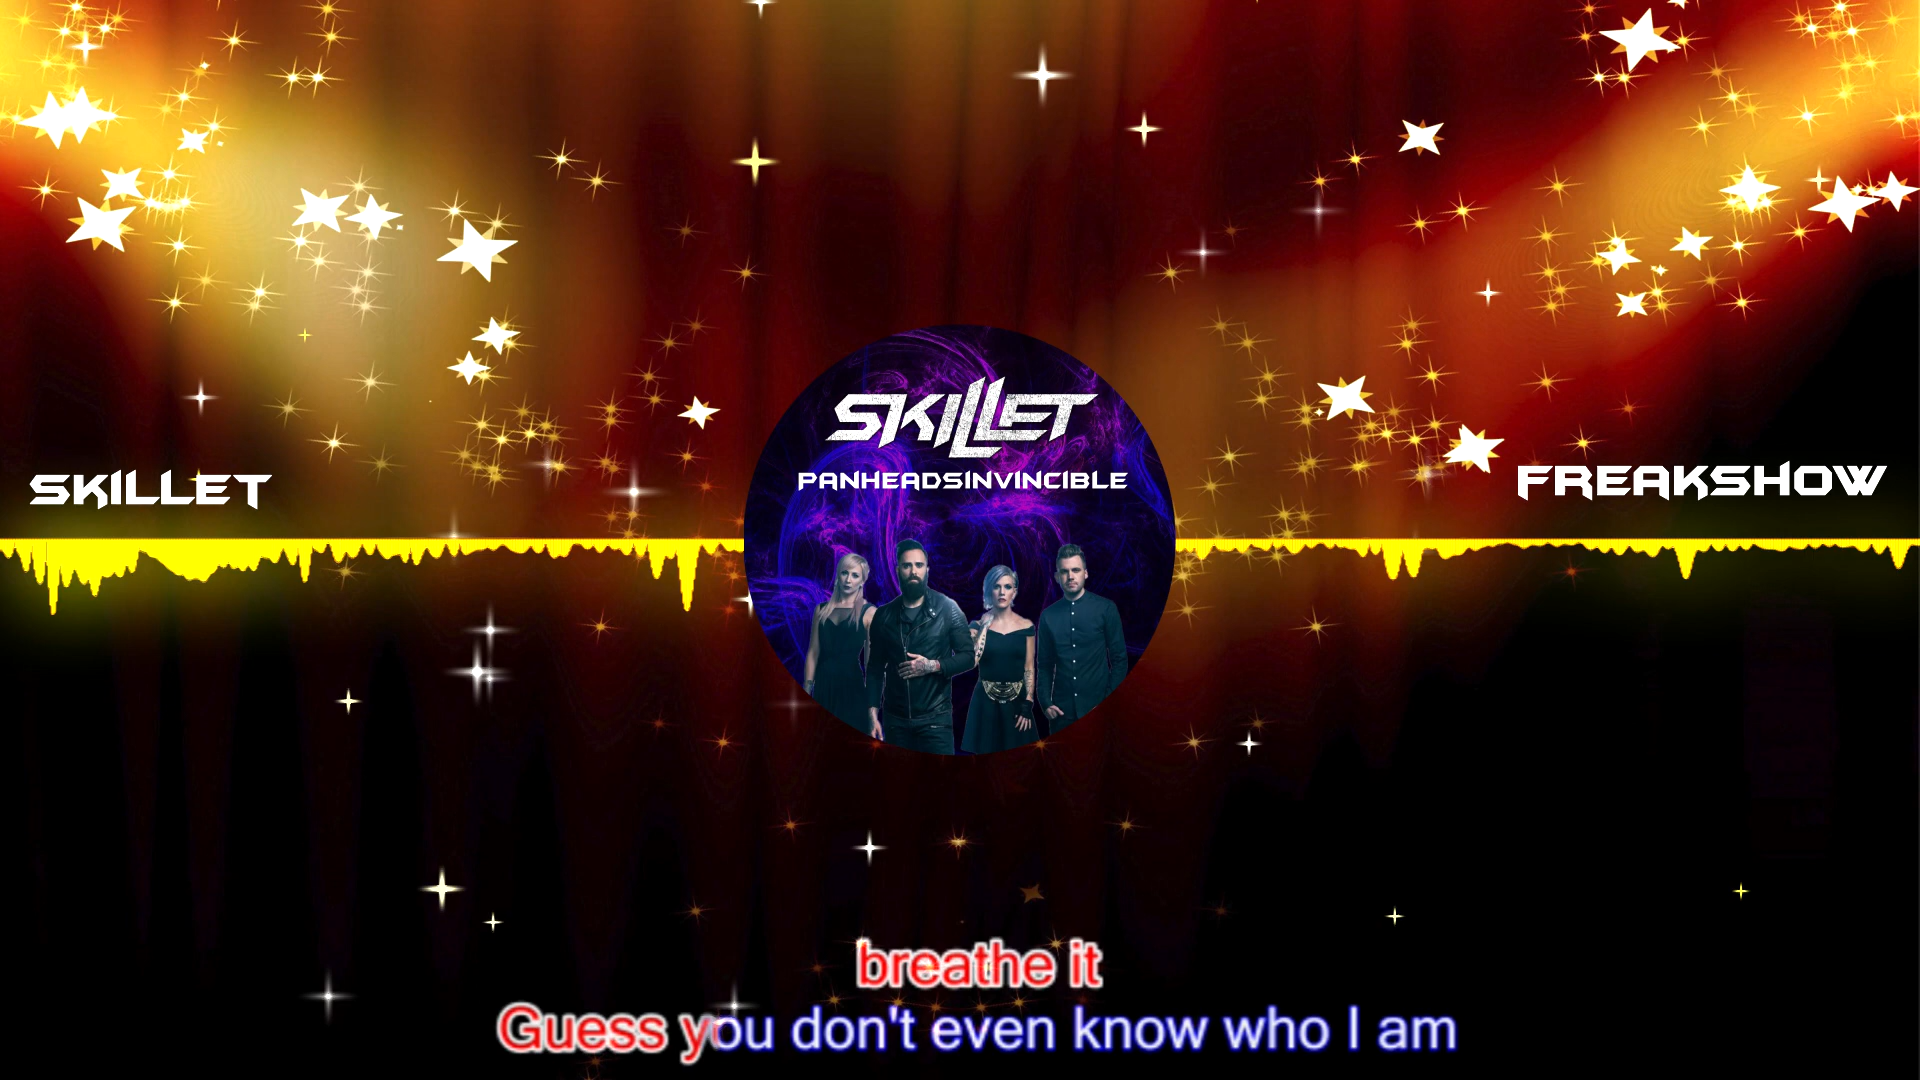 SKILLET
PANHEADSINVINCIBLE
SKILLET
FREAKSHOW
breathe it
Guess you don't even know who I am